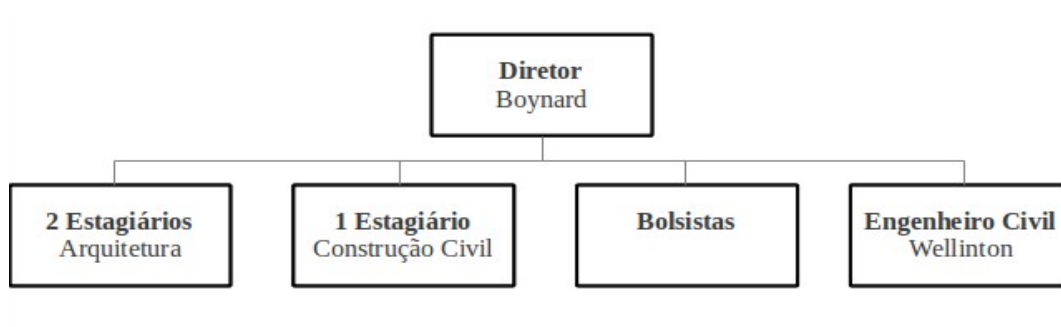 Diretor
Boynard
2 Estagiários
Arquitetura
1 Estagiário
Construção Civil
Bolsistas
Engenheiro Civil
Wellinton